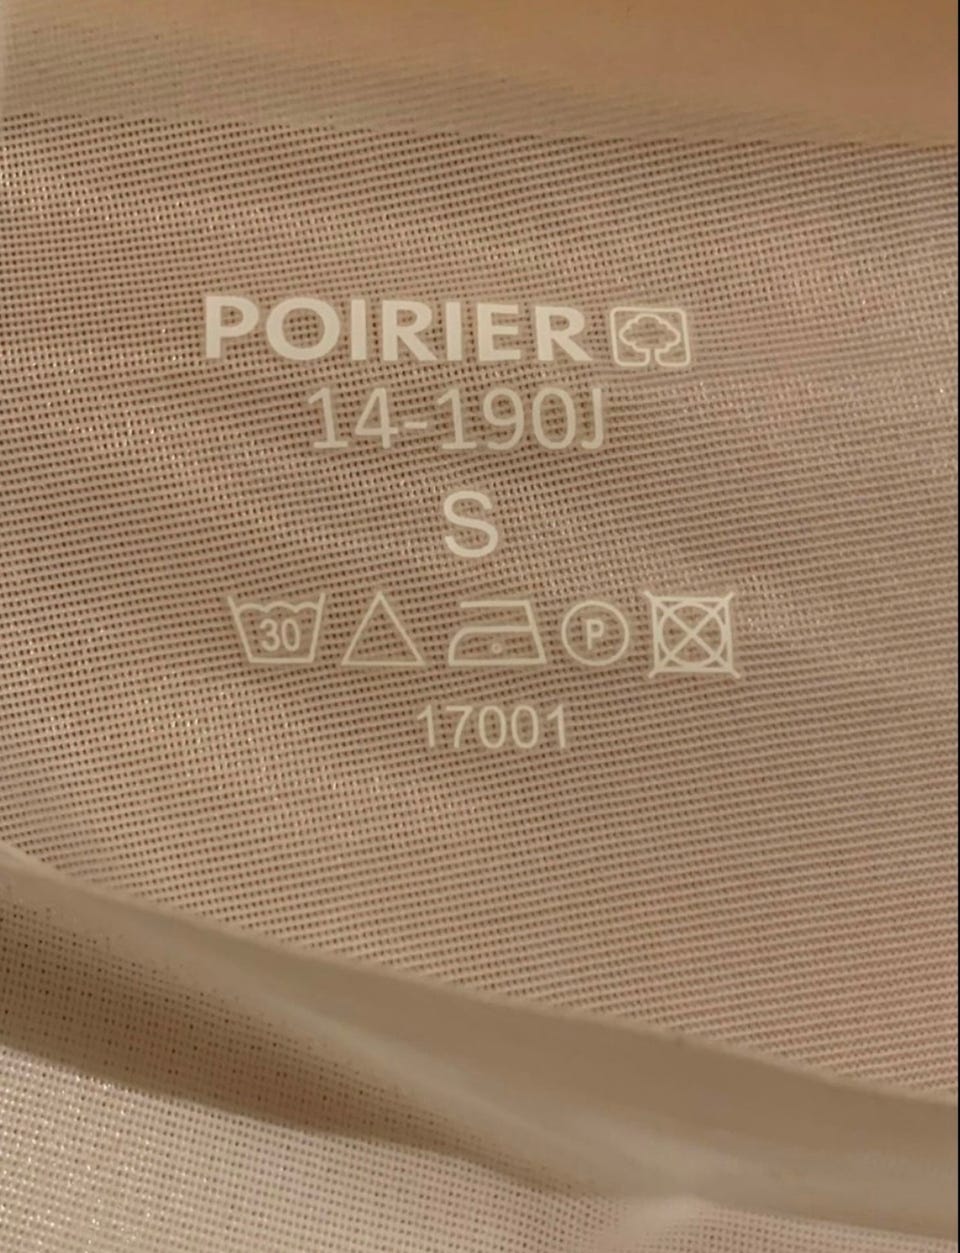 POIRIER
14-190J
S
30 P
17001